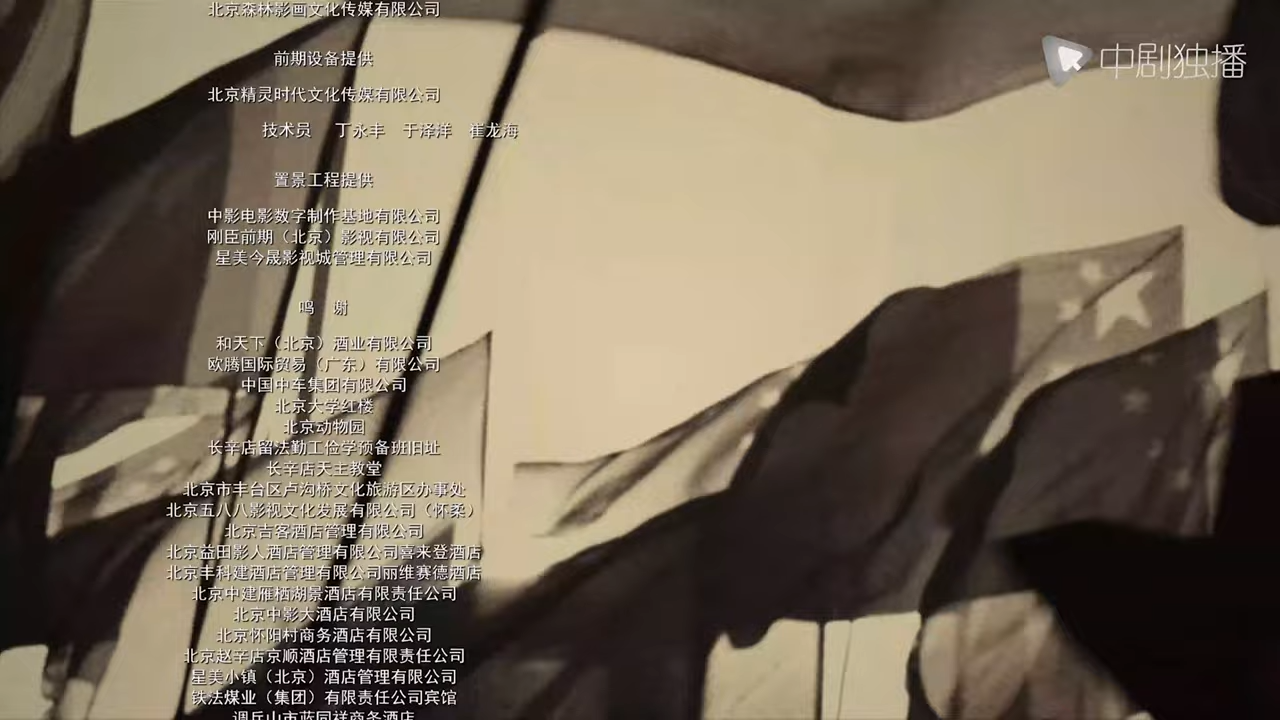 北京森林影画文化传媒有限公司
中剧独播
前期设备提供
北京精灵时代文化传媒有限公司
技术员 丁永丰 于泽洋 崔龙海
置景工程提供
中影电影数字制作基地有限公司
刚臣前期（北京）影视有限公司
星美今晟影视城管理有限公司
鸣 谢
和天下（北京）酒业有限公司
欧腾国际贸易（广东）有限公司
中国中车集团有限公司
北京大学红楼
北京动物园
长辛店留法勤工俭学预备班旧址
长辛店天主教堂
北京市丰台区卢沟桥文化旅游区办事处
北京五八八影视文化发展有限公司（怀柔）
北京吉客酒店管理有限公司
北京益田影人酒店管理有限公司喜来登酒店
北京丰科建酒店管理有限公司丽维赛德酒店
北京中建雁栖湖景酒店有限责任公司
北京中影大酒店有限公司
北京怀阳村商务酒店有限公司
北京赵辛店京顺酒店管理有限责任公司
星美小镇（北京）酒店管理有限公司
铁法煤业（集团）有限责任公司宾馆
调兵山市蓝同祥商务酒店